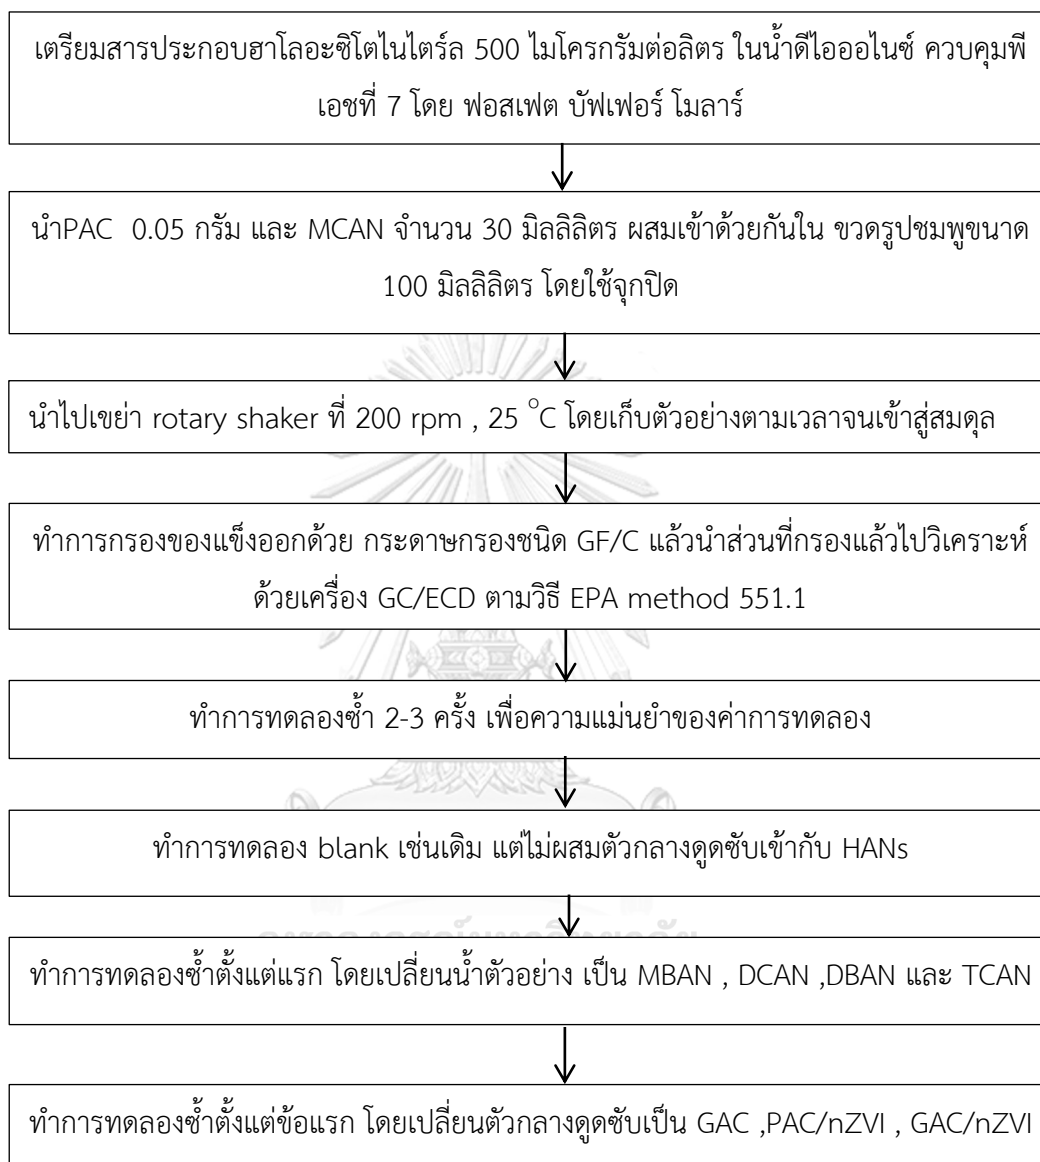 เตรียมสารประกอบฮาโลอะซิโตไนไตร์ล 500 ไมโครกรัมต่อลิตร ในน้ำดีไอออไนซ์ ควบคุมพี
เอชที่ 7 โดย ฟอสเฟต บัฟเฟอร์ โมลาร์
นำPAC 0.05 กรัม และ MCAN จำนวน 30 มิลลิลิตร ผสมเข้าด้วยกันใน ขวดรูปชมพูขนาด
100 มิลลิลิตร โดยใช้จุกปิด
นำไปเขย่า rotary shaker ที่ 200 rpm , 25 °C โดยเก็บตัวอย่างตามเวลาจนเข้าสู่สมดุล
ทำการกรองของแข็งออกด้วย กระดาษกรองชนิด GF/C แล้วนำส่วนที่กรองแล้วไปวิเคราะห์
ด้วยเครื่อง GC/ECD ตามวิธี EPA method 551.1
ทำการทดลองซ้ำ 2-3 ครั้ง เพื่อความแม่นยำของค่าการทดลอง
ทำการทดลอง blank เช่นเดิม แต่ไม่ผสมตัวกลางดูดซับเข้ากับ HANs
ทำการทดลองซ้ำตั้งแต่แรก โดยเปลี่ยนน้ำตัวอย่าง เป็น MBAN , DCAN ,DBAN และ TCAN
ทำการทดลองซ้ำตั้งแต่ข้อแรก โดยเปลี่ยนตัวกลางดูดซับเป็น GAC ,PAC/nZVI , GAC/nZVI